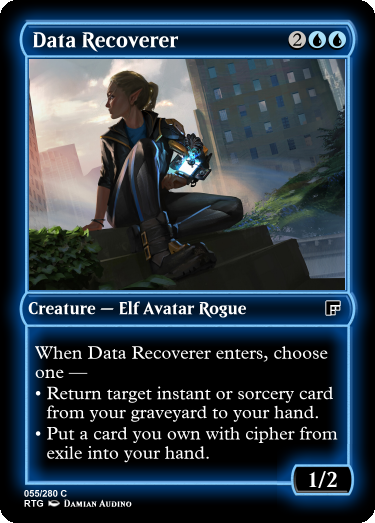 Data Recoverer 2
Creature — Elf Avatar Rogue
When Data Recoverer enters, choose
one —
• Return target instant or sorcery card
from your graveyard to your hand.
• Put a card you own with cipher from
exile into your hand.
1/2
055/280 C
RTG Damian Audino